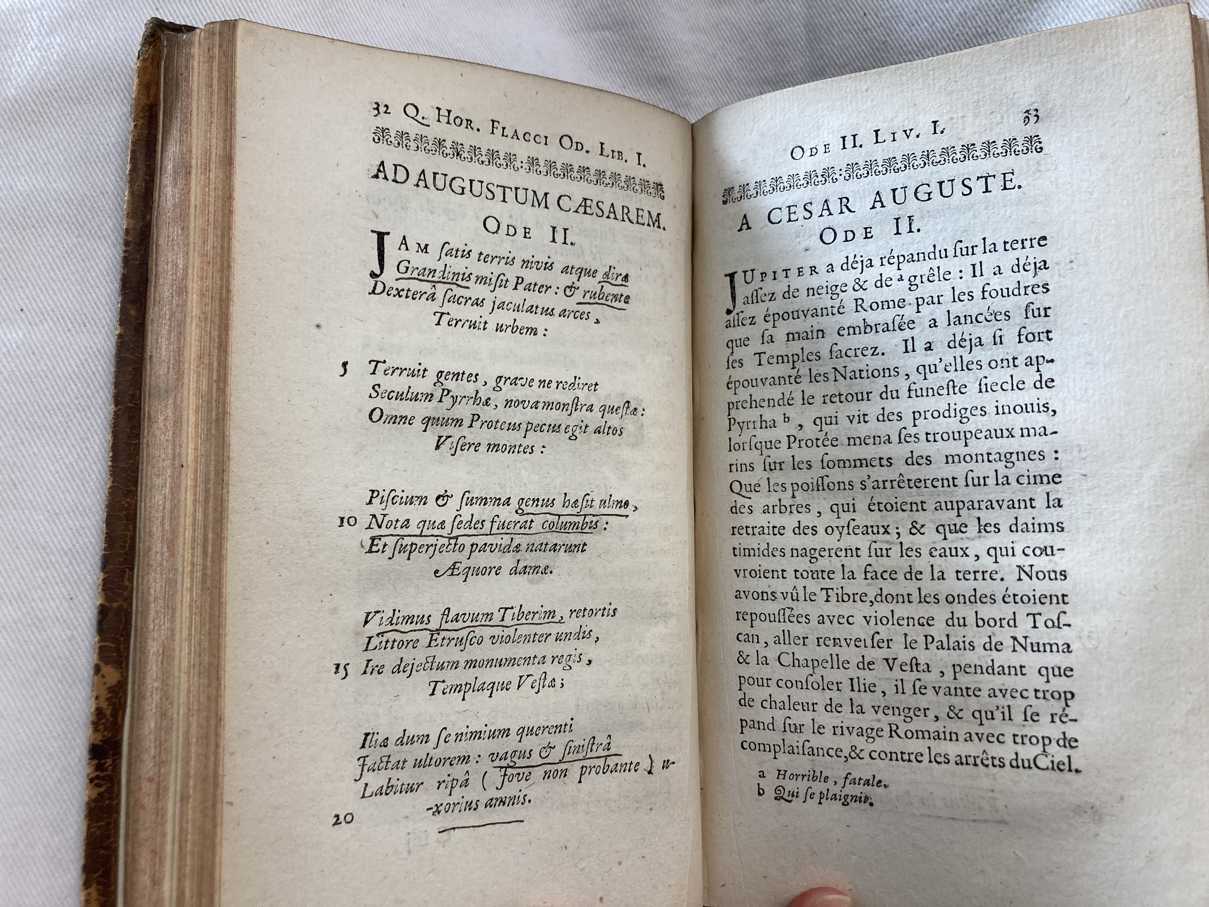 32 Q. HOR. FLACCI OD. LIB. I.
AD AUGUSTUM CÆSAREM.
ODE II.
JAM ſatis terris nivis atque diræ
Grandinis miſit Pater: & rubente
Dexterâ ſacras jaculatus arces,
Terruit urbem:
5 Terruit gentes, grave ne rediret
Seculum Pyrrhæ, nova monſtra queſtæ:
Omne quum Proteus pecus egit altos
Viſere montes:
Piſcium & ſumma genus hæſit ulmo,
10 Nota quæ ſedes fuerat columbis:
Et ſuperjecto pavidæ natarunt
Æquore damæ.
Vidimus flavum Tiberim, retortis
Littore Etruſco violenter undis,
15 Ire dejectum monumenta regis,
Templaque Veſtæ;
Iliæ dum ſe nimium querenti
Jactat ultorem: vagus & ſiniſtrâ
Labitur ripâ (Jove non probante) u-
-xorius amnis.
20
ODE II. LIV. I. 33
A CESAR AUGUSTE.
ODE II.
JUPITER a déja répandu ſur la terre
aſſez de neige & de a grêle: Il a déja
aſſez épouvanté Rome par les foudres
que ſa main embraſée a lancées ſur
ſes Temples ſacrez. Il a déja ſi fort
épouvanté les Nations, qu'elles ont ap-
prehendé le retour du funeſte ſiecle de
Pyrrha b, qui vit des prodiges inouis,
lorſque Protée mena ſes troupeaux ma-
rins ſur les ſommets des montagnes:
Que les poiſſons s'arrêterent ſur la cime
des arbres, qui étoient auparavant la
retraite des oyſeaux; & que les daims
timides nagerent ſur les eaux, qui cou-
vroient toute la face de la terre. Nous
avons vû le Tibre, dont les ondes étoient
repouſſées avec violence du bord Toſ-
can, aller renverſer le Palais de Numa
& la Chapelle de Veſta, pendant que
pour conſoler Ilie, il ſe vante avec trop
de chaleur de la venger, & qu'il ſe ré-
pand ſur le rivage Romain avec trop de
complaiſance, & contre les arrêts du Ciel.
a Horrible, fatale.
b Qui ſe plaignit.